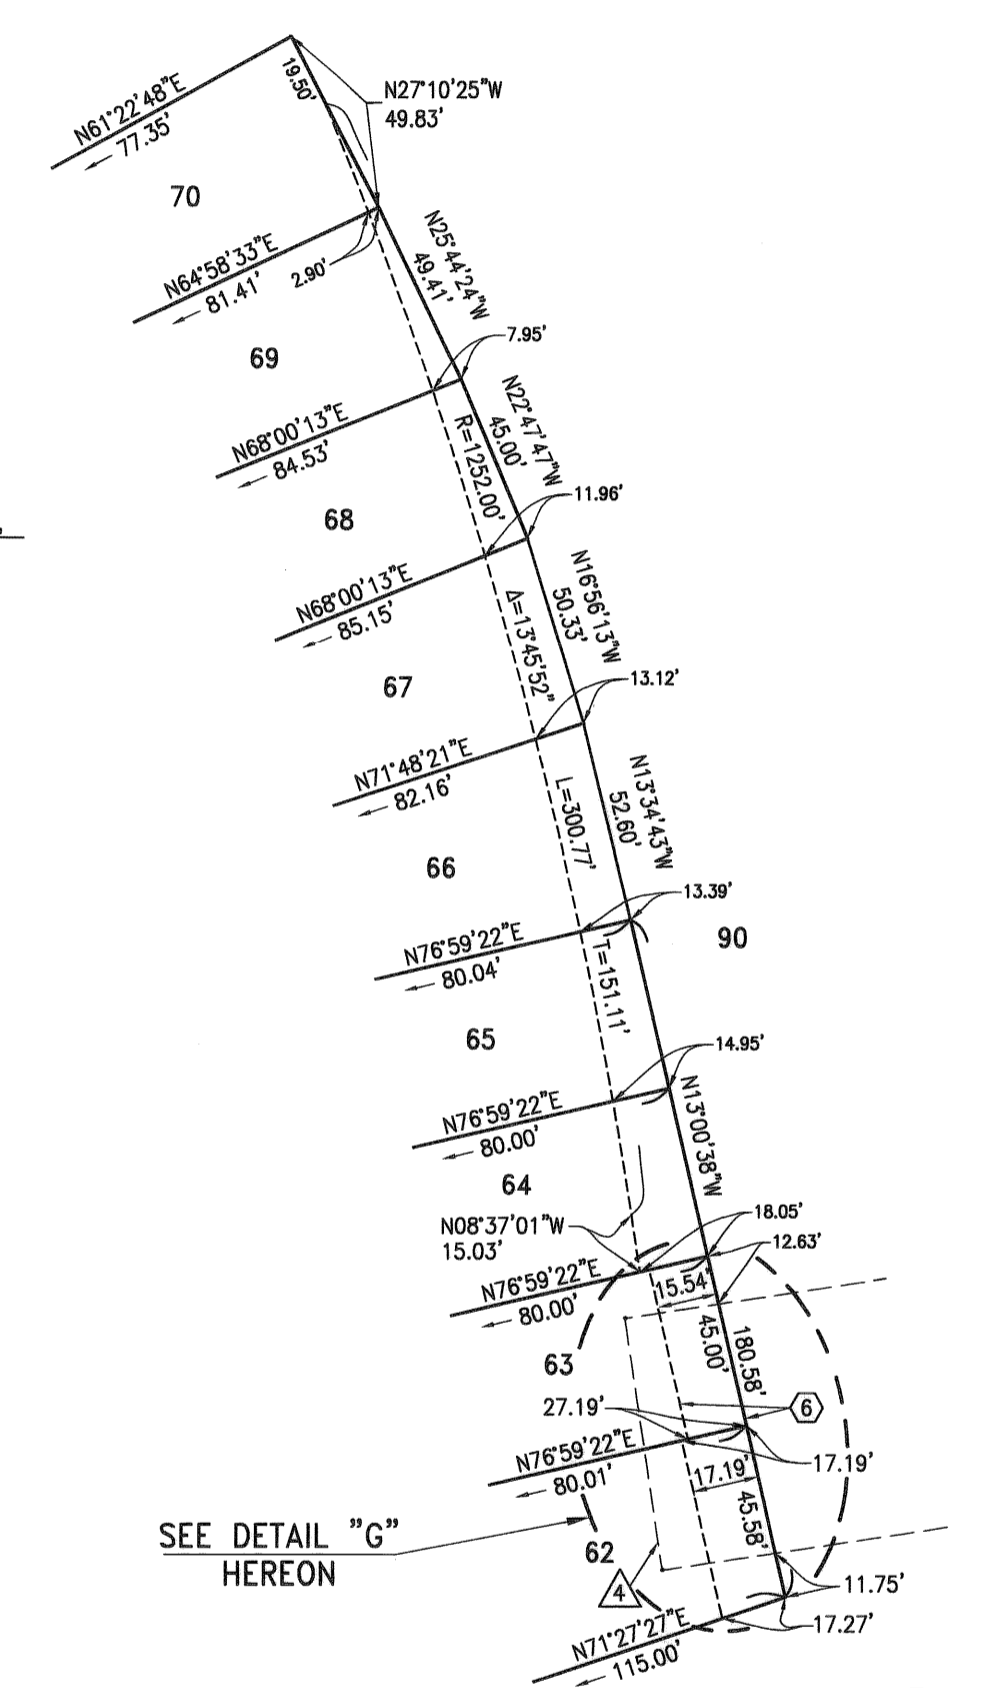 19.50'
N27°10'25"W
49.83'
N61°22'48"E
77.35'
70
N25°44'24"W
49.41'
N64°58'33"E
81.41'
2.90'
69
7.95'
N22°47'47"W
45.00'
N68°00'13"E
84.53'
R=1252.00'
11.96'
68
N16°56'13"W
50.33'
N68°00'13"E
85.15'
Δ=13°45'52"
13.12'
67
N71°48'21"E
82.16'
N13°34'43"W
52.60'
L=300.77'
66
13.39'
90
N76°59'22"E
80.04'
T=151.11'
65
14.95'
N13°00'38"W
N76°59'22"E
80.00'
64
N08°37'01"W
15.03'
18.05'
12.63'
N76°59'22"E
80.00'
15.54'
45.00'
180.58'
63
27.19'
6
N76°59'22"E
80.01'
17.19'
17.19'
45.58'
SEE DETAIL "G"
HEREON
62
4
11.75'
17.27'
N71°27'27"E
115.00'